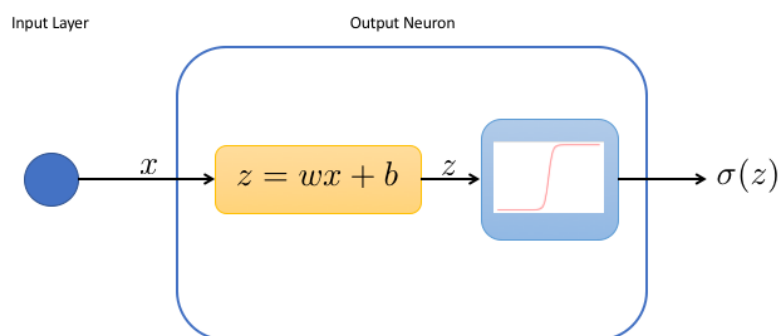 Input Layer
Output Neuron
x
z = wx + b
z
σ(z)